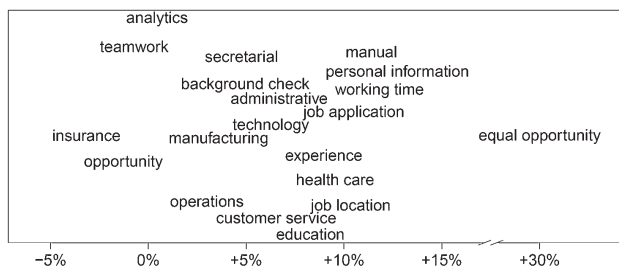 analytics
teamwork
manual
secretarial
personal information
background check
working time
administrative
job application
technology
insurance
manufacturing
equal opportunity
experience
opportunity
health care
operations
job location
customer service
education
−5% 0% +5% +10% +15% +30%